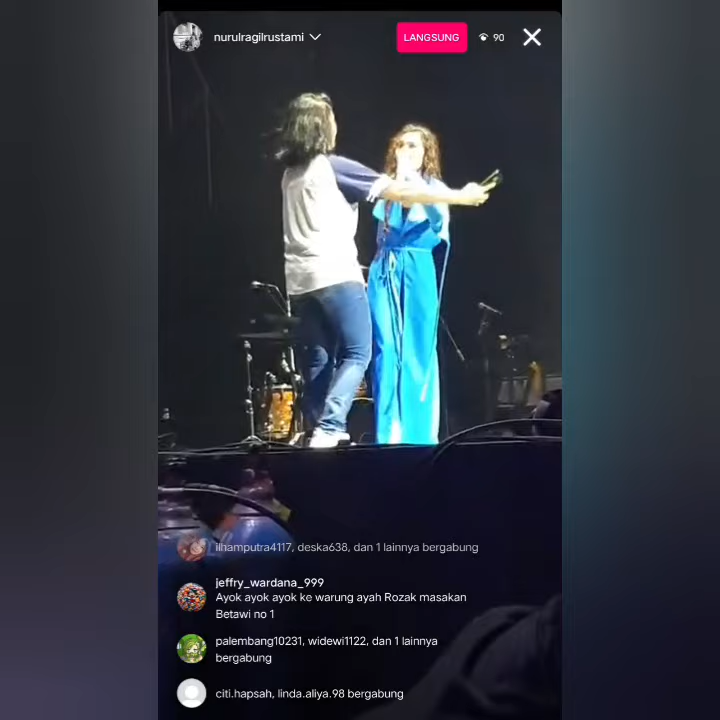 nurulragilrustami
LANGSUNG
90
ilhamputra4117, deska638, dan 1 lainnya bergabung
jeffry_wardana_999
Ayok ayok ayok ke warung ayah Rozak masakan
Betawi no 1
palembang10231, widewi1122, dan 1 lainnya
bergabung
citi.hapsah, linda.aliya.98 bergabung